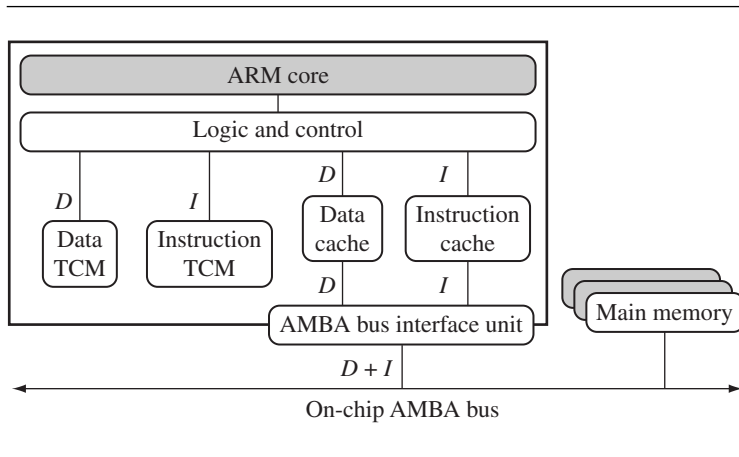 ARM core
Logic and control
D
I
D
I
Data
TCM
Instruction
TCM
Data
cache
Instruction
cache
D
I
AMBA bus interface unit
Main memory
D + I
On-chip AMBA bus